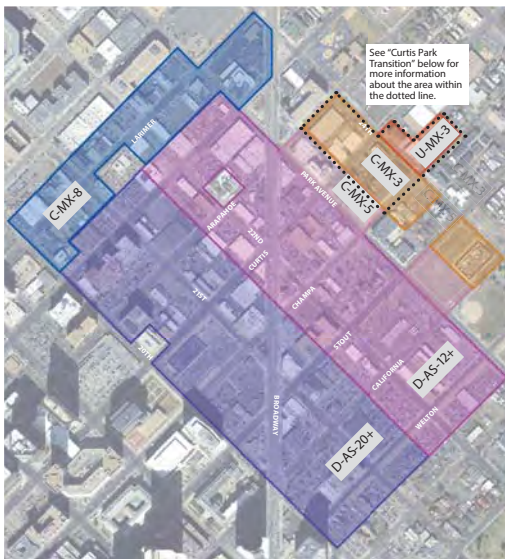 See "Curtis Park
Transition" below for
more information
about the area within
the dotted line.
LARIMER
U-MX-3
C-MX-3
C-MX-5
PARK AVENUE
C-MX-8
ARAPAHOE
22ND
CURTIS
21ST
CHAMPA
20TH
STOUT
CALIFORNIA
D-AS-12+
WELTON
BROADWAY
D-AS-20+